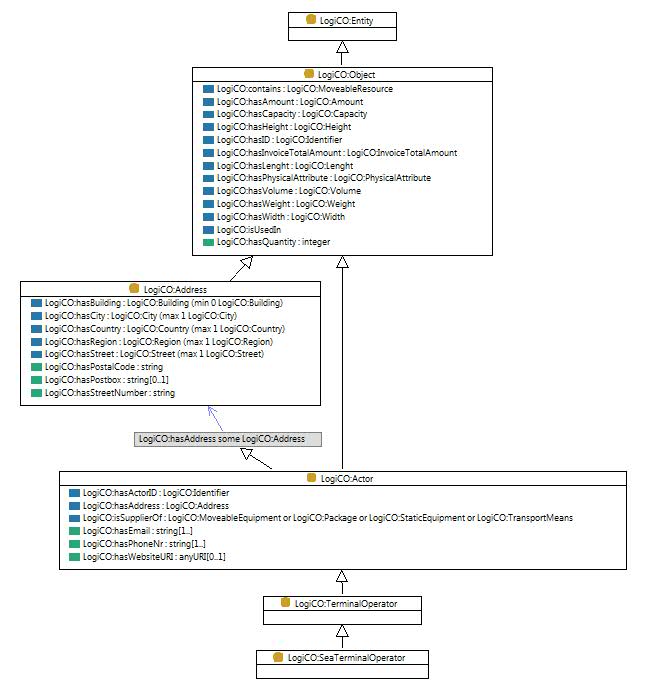 LogiCO:Entity
LogiCO:Object
LogiCO:contains : LogiCO:MoveableResource
LogiCO:hasAmount : LogiCO:Amount
LogiCO:hasCapacity : LogiCO:Capacity
LogiCO:hasHeight : LogiCO:Height
LogiCO:hasID : LogiCO:Identifier
LogiCO:hasInvoiceTotalAmount : LogiCO:InvoiceTotalAmount
LogiCO:hasLenght : LogiCO:Lenght
LogiCO:hasPhysicalAttribute : LogiCO:PhysicalAttribute
LogiCO:hasVolume : LogiCO:Volume
LogiCO:hasWeight : LogiCO:Weight
LogiCO:hasWidth : LogiCO:Width
LogiCO:isUsedIn
LogiCO:hasQuantity : integer
LogiCO:Address
LogiCO:hasBuilding : LogiCO:Building (min 0 LogiCO:Building)
LogiCO:hasCity : LogiCO:City (max 1 LogiCO:City)
LogiCO:hasCountry : LogiCO:Country (max 1 LogiCO:Country)
LogiCO:hasRegion : LogiCO:Region (max 1 LogiCO:Region)
LogiCO:hasStreet : LogiCO:Street (max 1 LogiCO:Street)
LogiCO:hasPostalCode : string
LogiCO:hasPostbox : string[0..1]
LogiCO:hasStreetNumber : string
LogiCO:hasAddress some LogiCO:Address
LogiCO:Actor
LogiCO:hasActorID : LogiCO:Identifier
LogiCO:hasAddress : LogiCO:Address
LogiCO:isSupplierOf : LogiCO:MoveableEquipment or LogiCO:Package or LogiCO:StaticEquipment or LogiCO:TransportMeans
LogiCO:hasEmail : string[1..]
LogiCO:hasPhoneNr : string[1..]
LogiCO:hasWebsiteURI : anyURI[0..1]
LogiCO:TerminalOperator
LogiCO:SeaTerminalOperator